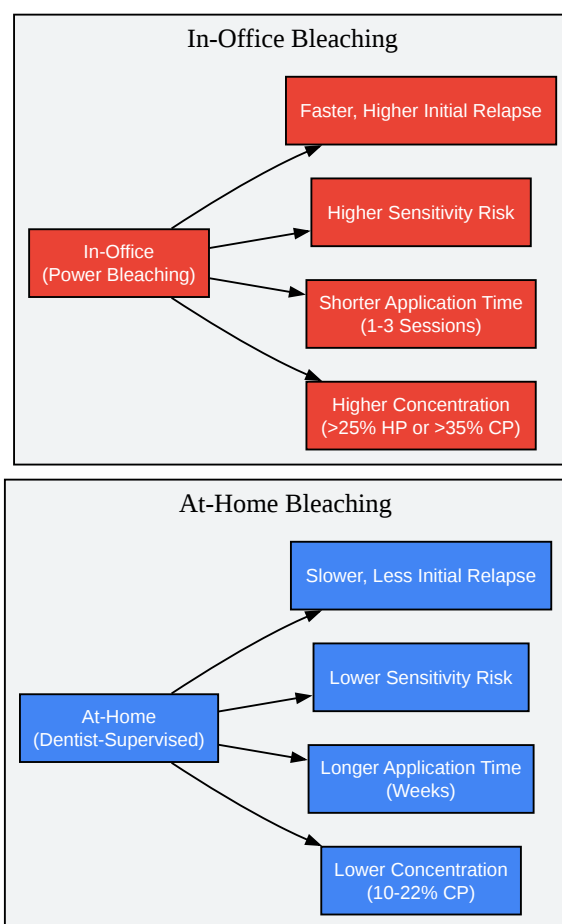 In-Office Bleaching
Faster, Higher Initial Relapse
Higher Sensitivity Risk
In-Office
(Power Bleaching)
Shorter Application Time
(1-3 Sessions)
Higher Concentration
(>25% HP or >35% CP)
At-Home Bleaching
Slower, Less Initial Relapse
Lower Sensitivity Risk
At-Home
(Dentist-Supervised)
Longer Application Time
(Weeks)
Lower Concentration
(10-22% CP)